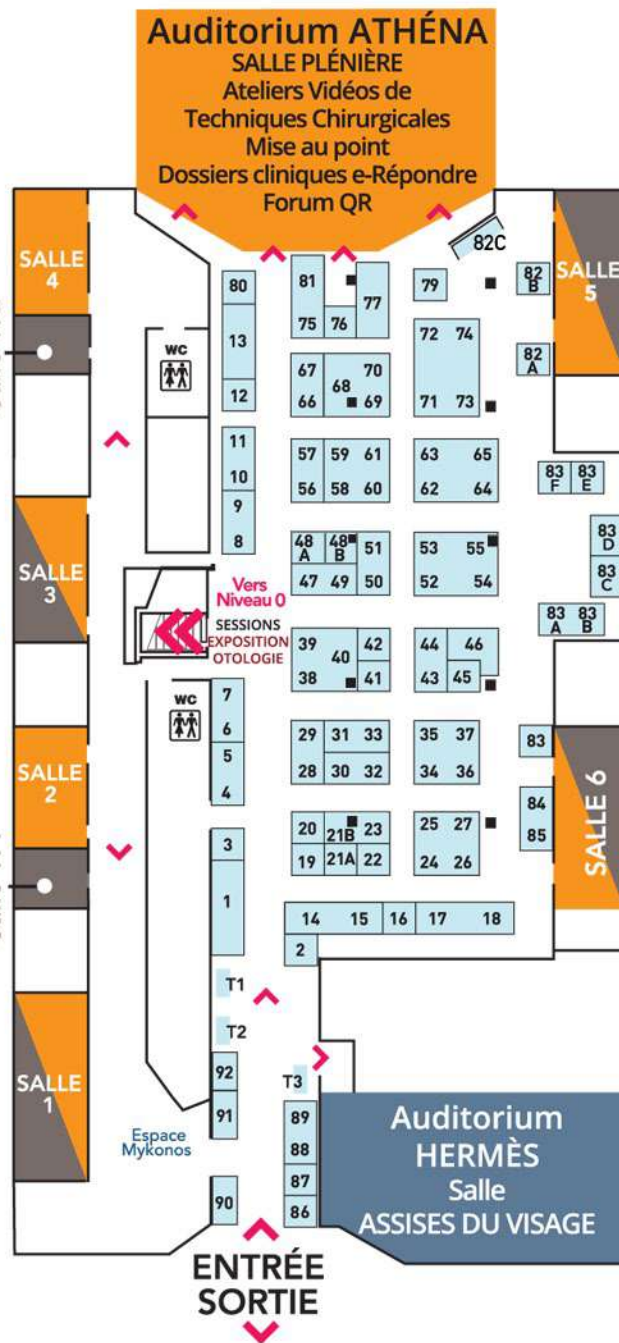 Auditorium ATHÉNA
SALLE PLÉNIÈRE
Ateliers Vidéos de
Techniques Chirurgicales
Mise au point
Dossiers cliniques e-Répondre
Forum QR
82C
SALLE
4
80
81
77
79
82
B
SALLE
5
13
75
76
72
74
WC
67
70
68
82
A
12
66
69
71
73
11
57
59
61
63
65
10
56
58
60
62
64
83
F
83
E
9
8
48
A
48
B
51
53
55
83
D
SALLE
3
47
49
50
52
54
83
C
Vers
Niveau 0
SESSIONS
EXPOSITION
OTOLOGIE
83
A
83
B
39
40
42
44
46
38
41
43
45
WC
7
6
5
4
29
31
33
35
37
83
28
30
32
34
36
SALLE
2
SALLE 6
84
85
20
21B
23
25
27
19
21A
22
24
26
3
1
14
15
16
17
18
2
T1
T2
T3
SALLE
1
92
91
Espace
Mykonos
90
89
88
87
86
Auditorium
HERMÈS
Salle
ASSISES DU VISAGE
ENTRÉE
SORTIE